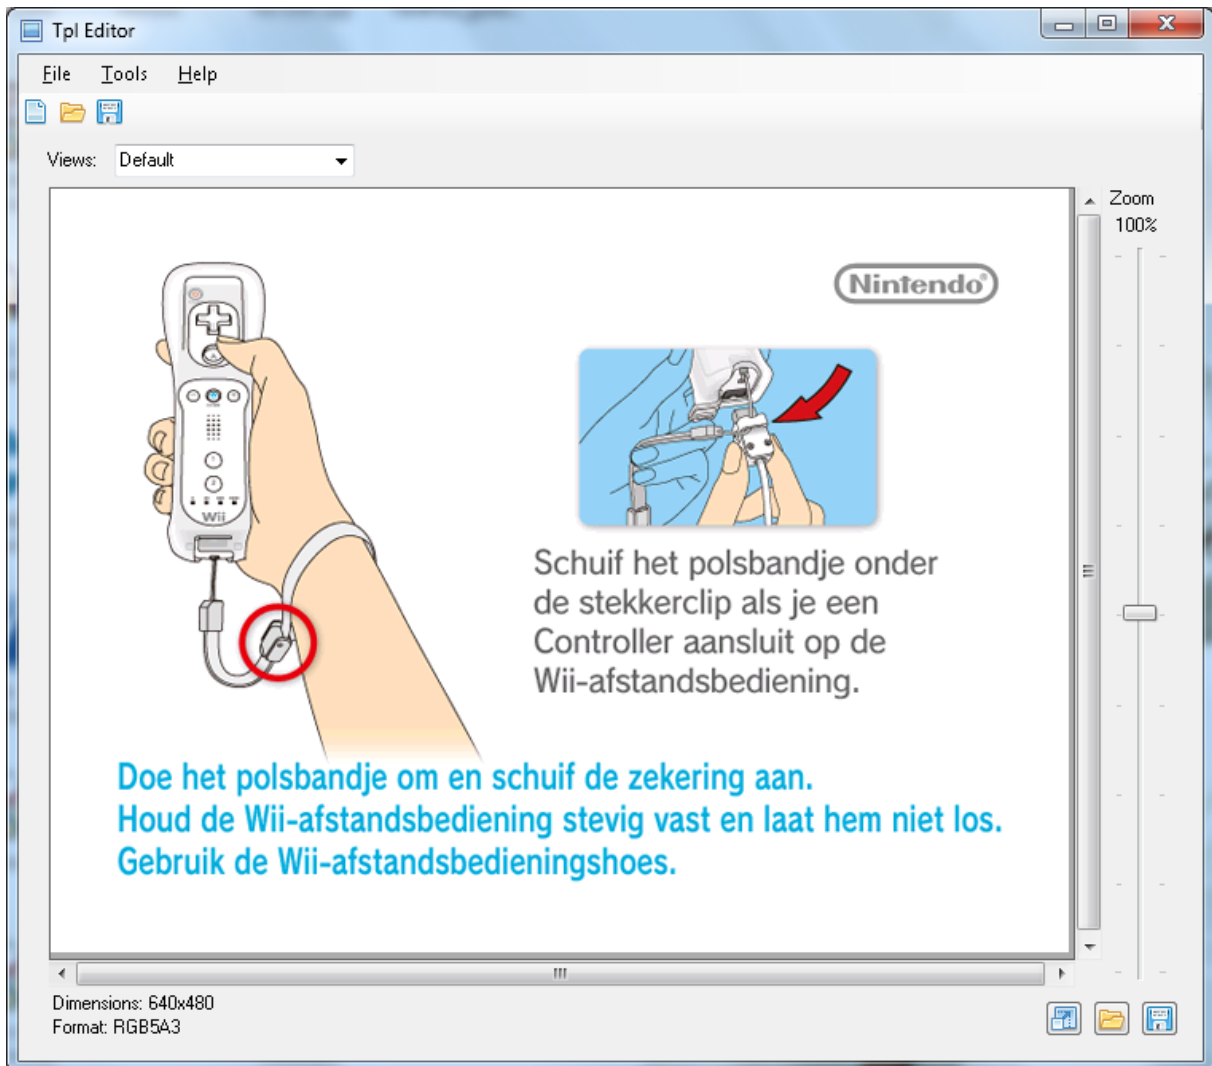 Tpl Editor
File Tools Help
Views: Default
Zoom
100%
Nintendo®
Wii
Schuif het polsbandje onder
de stekkerclip als je een
Controller aansluit op de
Wii-afstandsbediening.
Doe het polsbandje om en schuif de zekering aan.
Houd de Wii-afstandsbediening stevig vast en laat hem niet los.
Gebruik de Wii-afstandsbedieningshoes.
Dimensions: 640x480
Format: RGB5A3